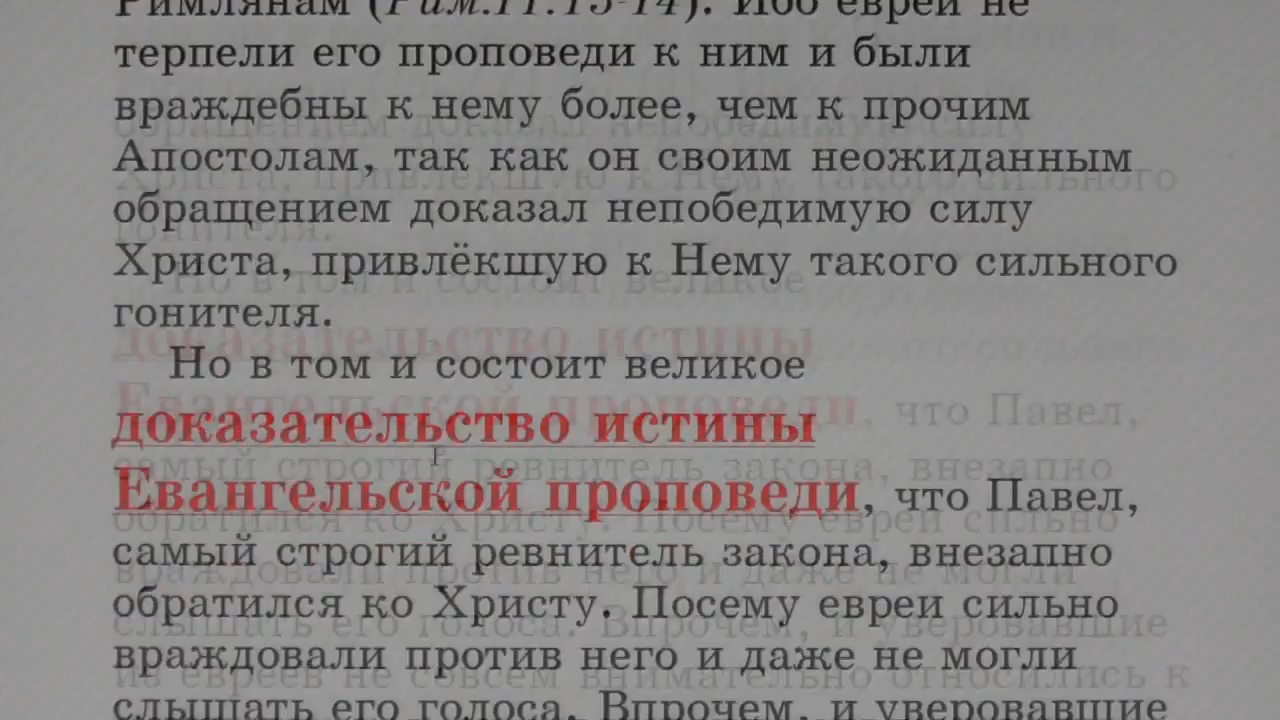 Римлянам (Рим.11:13-14). Ибо евреи не
терпели его проповеди к ним и были
враждебны к нему более, чем к прочим
Апостолам, так как он своим неожиданным
обращением доказал непобедимую силу
Христа, привлёкшую к Нему такого сильного
гонителя.
Но в том и состоит великое
доказательство истины
Евангельской проповеди, что Павел,
самый строгий ревнитель закона, внезапно
обратился ко Христу. Посему евреи сильно
враждовали против него и даже не могли
слышать его голоса. Впрочем, и уверовавшие